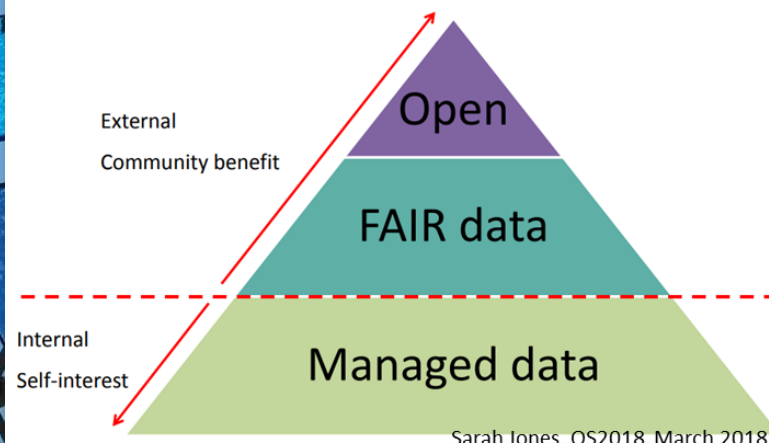 Open
External
Community benefit
FAIR data
Internal
Self-interest
Managed data
Sarah Jones, OS2018, March 2018